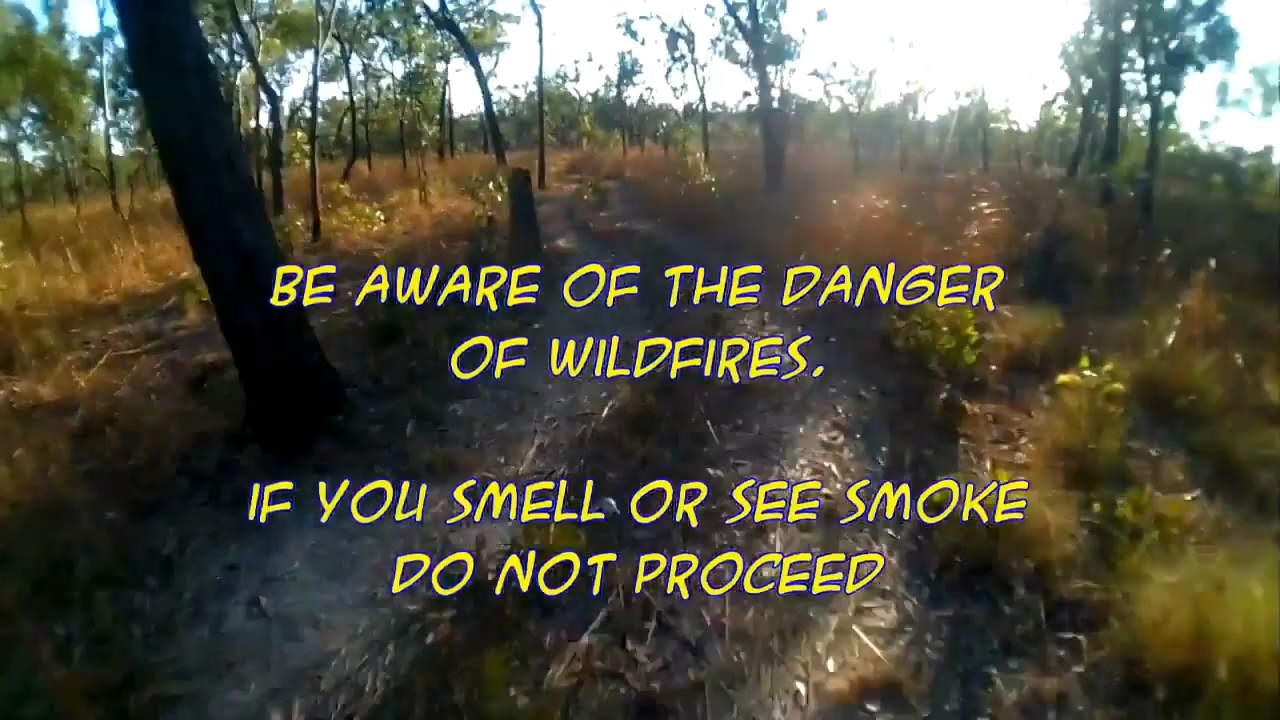 BE AWARE OF THE DANGER
OF WILDFIRES.
IF YOU SMELL OR SEE SMOKE
DO NOT PROCEED